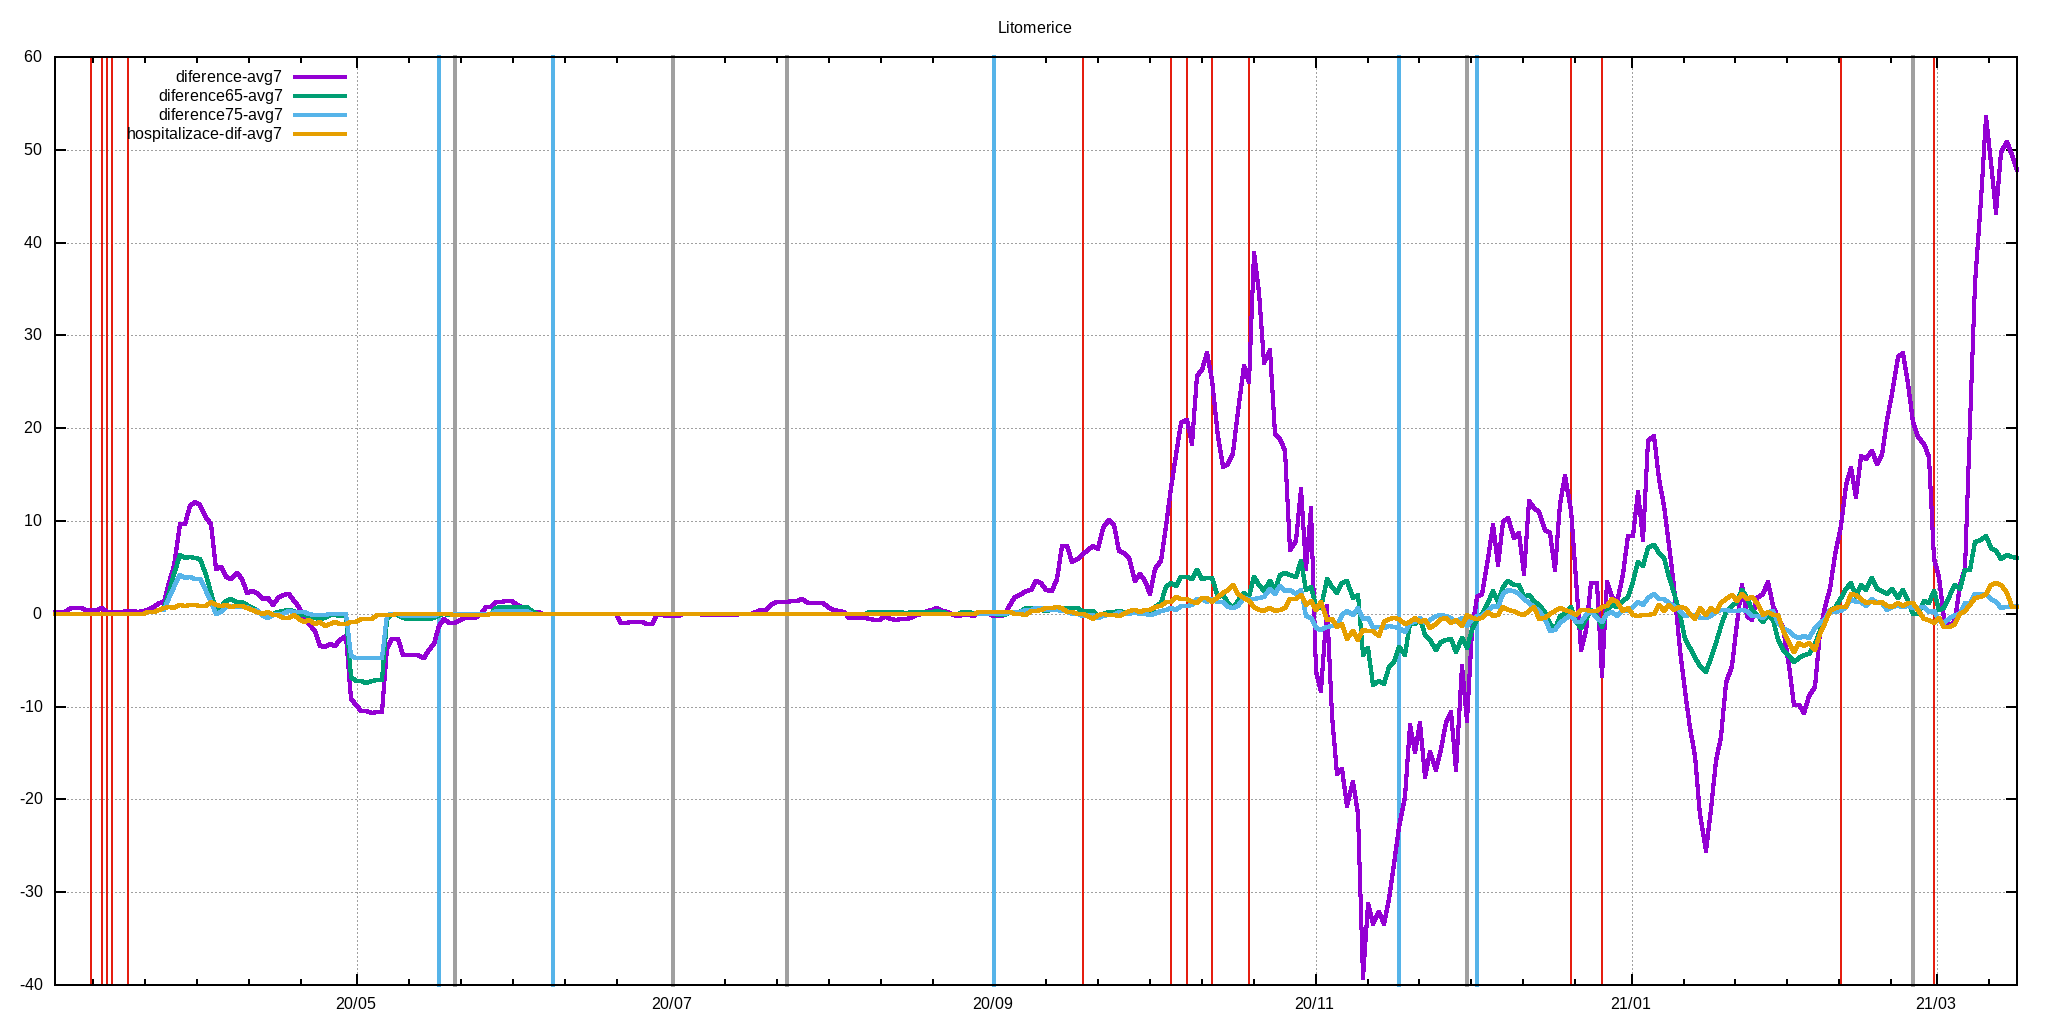 Litomerice
60
50
40
30
20
10
0
-10
-20
-30
-40
diference-avg7
diference65-avg7
diference75-avg7
hospitalizace-dif-avg7
20/05 20/07 20/09 20/11 21/01 21/03